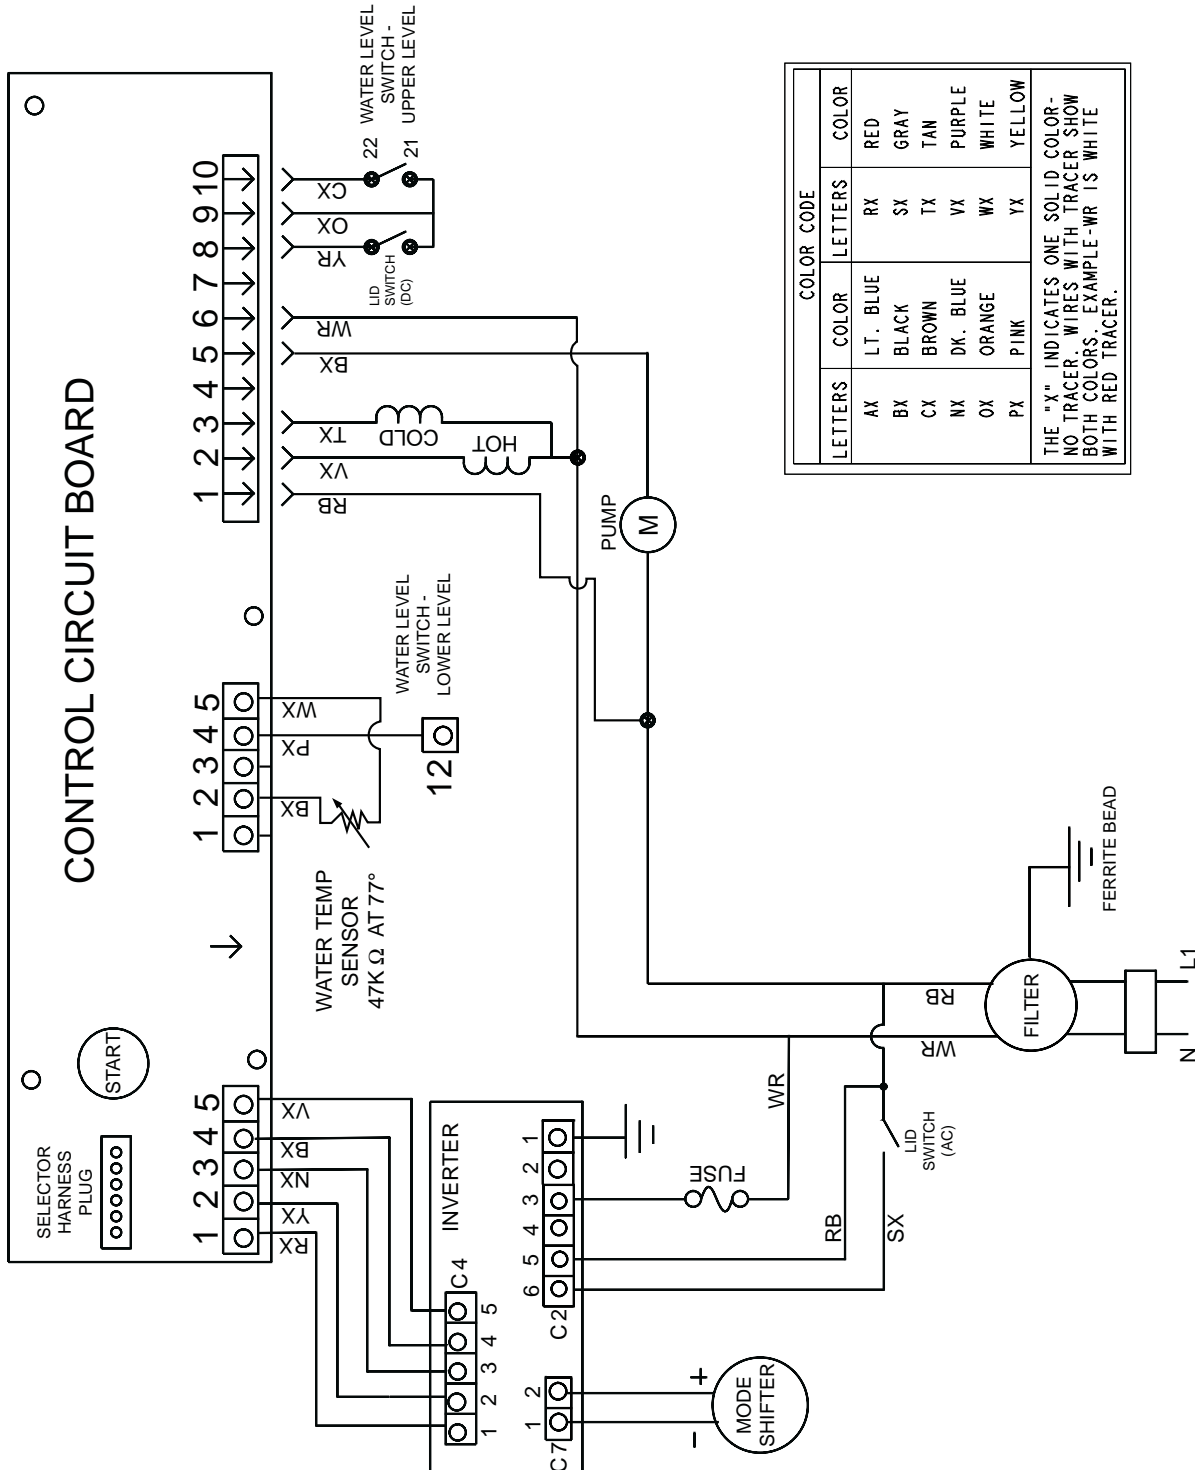 CONTROL CIRCUIT BOARD
SELECTOR
HARNESS
PLUG
START
1 2 3 4 5
RX
YX
NX
BX
VX
1 2 3 4 5
BX
PX
WX
1 2 3 4 5 6 7 8 9 10
RB
VX
TX
BX
WR
YR
OX
CX
HOT
COLD
LID
SWITCH
(DC)
22
21
WATER LEVEL
SWITCH -
UPPER LEVEL
WATER TEMP
SENSOR
47K Ω AT 77°
12
WATER LEVEL
SWITCH -
LOWER LEVEL
PUMP
M
INVERTER
C4
1 2 3 4 5
C7
1 2
C2
6 5 4 3 2 1
- +
MODE
SHIFTER
FUSE
WR
RB
SX
LID
SWITCH
(AC)
WR
RB
FILTER
FERRITE BEAD
N
L1
COLOR CODE
LETTERS COLOR LETTERS COLOR
AX LT. BLUE RX RED
BX BLACK SX GRAY
CX BROWN TX TAN
NX DK. BLUE VX PURPLE
OX ORANGE WX WHITE
PX PINK YX YELLOW
THE "X" INDICATES ONE SOLID COLOR-
NO TRACER. WIRES WITH TRACER SHOW
BOTH COLORS. EXAMPLE-WR IS WHITE
WITH RED TRACER.